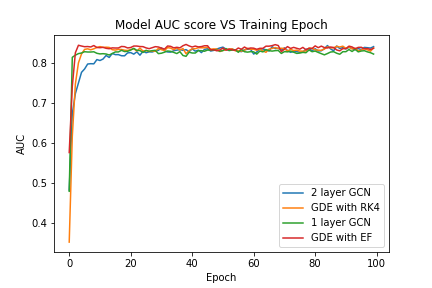 Model AUC score VS Training Epoch
AUC
0.8
0.7
0.6
0.5
0.4
0
20
40
60
80
100
Epoch
2 layer GCN
GDE with RK4
1 layer GCN
GDE with EF